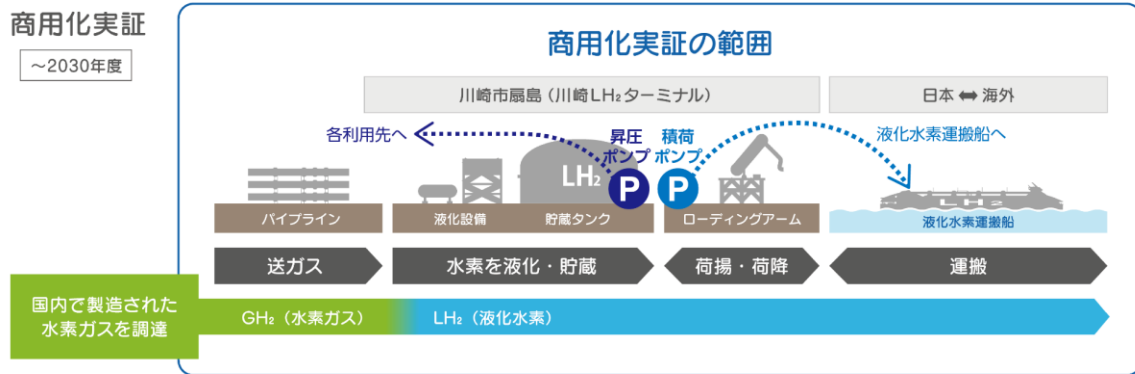 商用化実証
～2030年度
商用化実証の範囲
川崎市扇島（川崎LH₂ターミナル）
日本⬌海外
各利用先へ
昇圧
ポンプ
積荷
ポンプ
液化水素運搬船へ
LH₂
P
P
LH₂
パイプライン
液化設備
貯蔵タンク
ローディングアーム
液化水素運搬船
送ガス
水素を液化・貯蔵
荷揚・荷降
運搬
国内で製造された
水素ガスを調達
GH₂（水素ガス）
LH₂（液化水素）